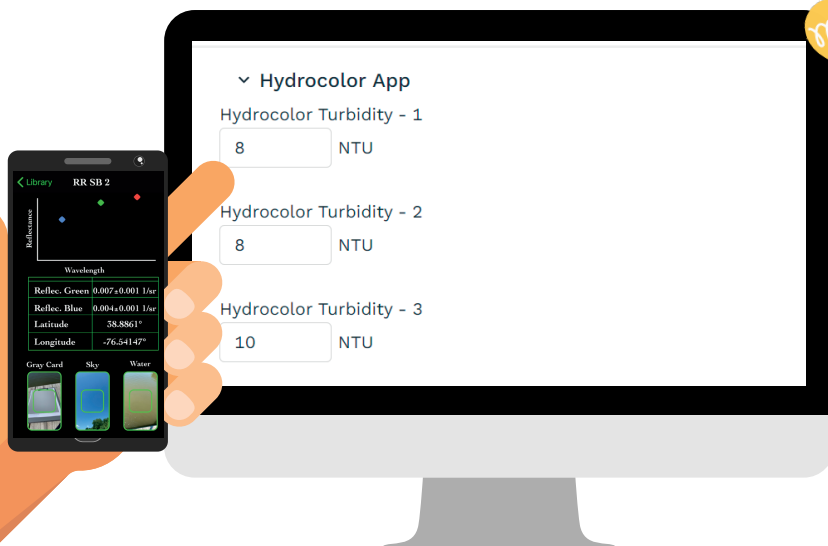 Hydrocolor App
Hydrocolor Turbidity - 1
8 NTU
Hydrocolor Turbidity - 2
8 NTU
Hydrocolor Turbidity - 3
10 NTU
Library RR SB 2
Reflectance
Wavelength
Reflec. Green 0.007±0.001 1/sr
Reflec. Blue 0.004±0.001 1/sr
Latitude 38.8861°
Longitude -76.54147°
Gray Card Sky Water